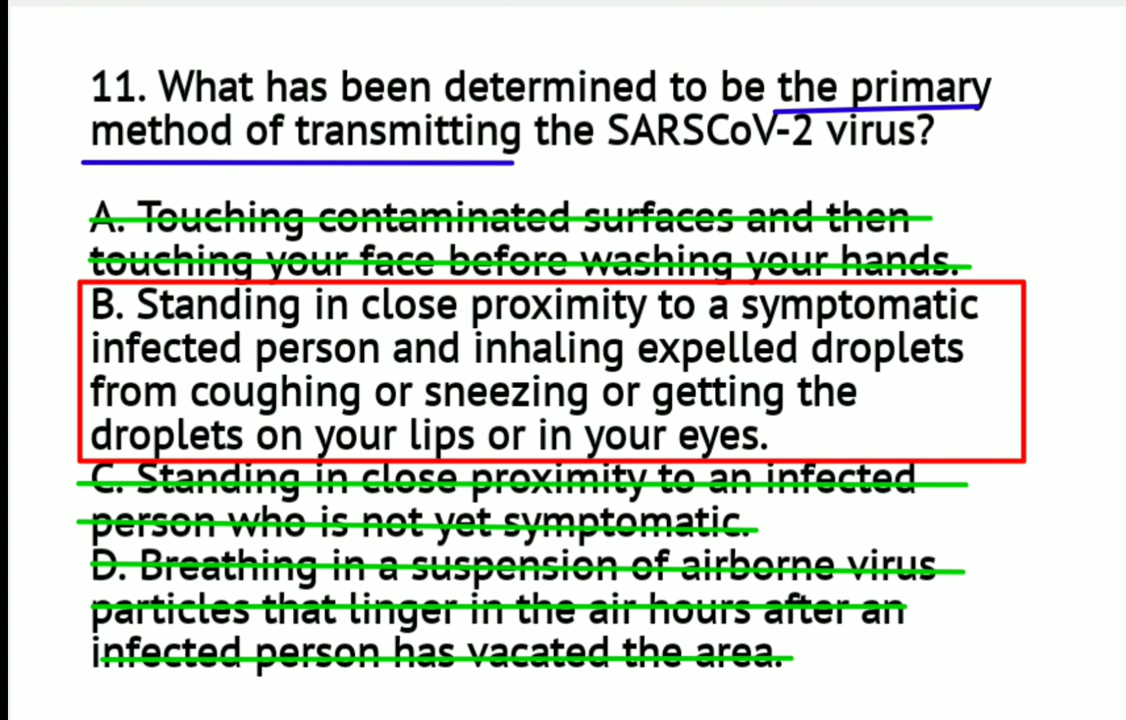 11. What has been determined to be the primary
method of transmitting the SARSCoV-2 virus?
A. Touching contaminated surfaces and then
touching your face before washing your hands.
B. Standing in close proximity to a symptomatic
infected person and inhaling expelled droplets
from coughing or sneezing or getting the
droplets on your lips or in your eyes.
C. Standing in close proximity to an infected
person who is not yet symptomatic.
D. Breathing in a suspension of airborne virus
particles that linger in the air hours after an
infected person has vacated the area.